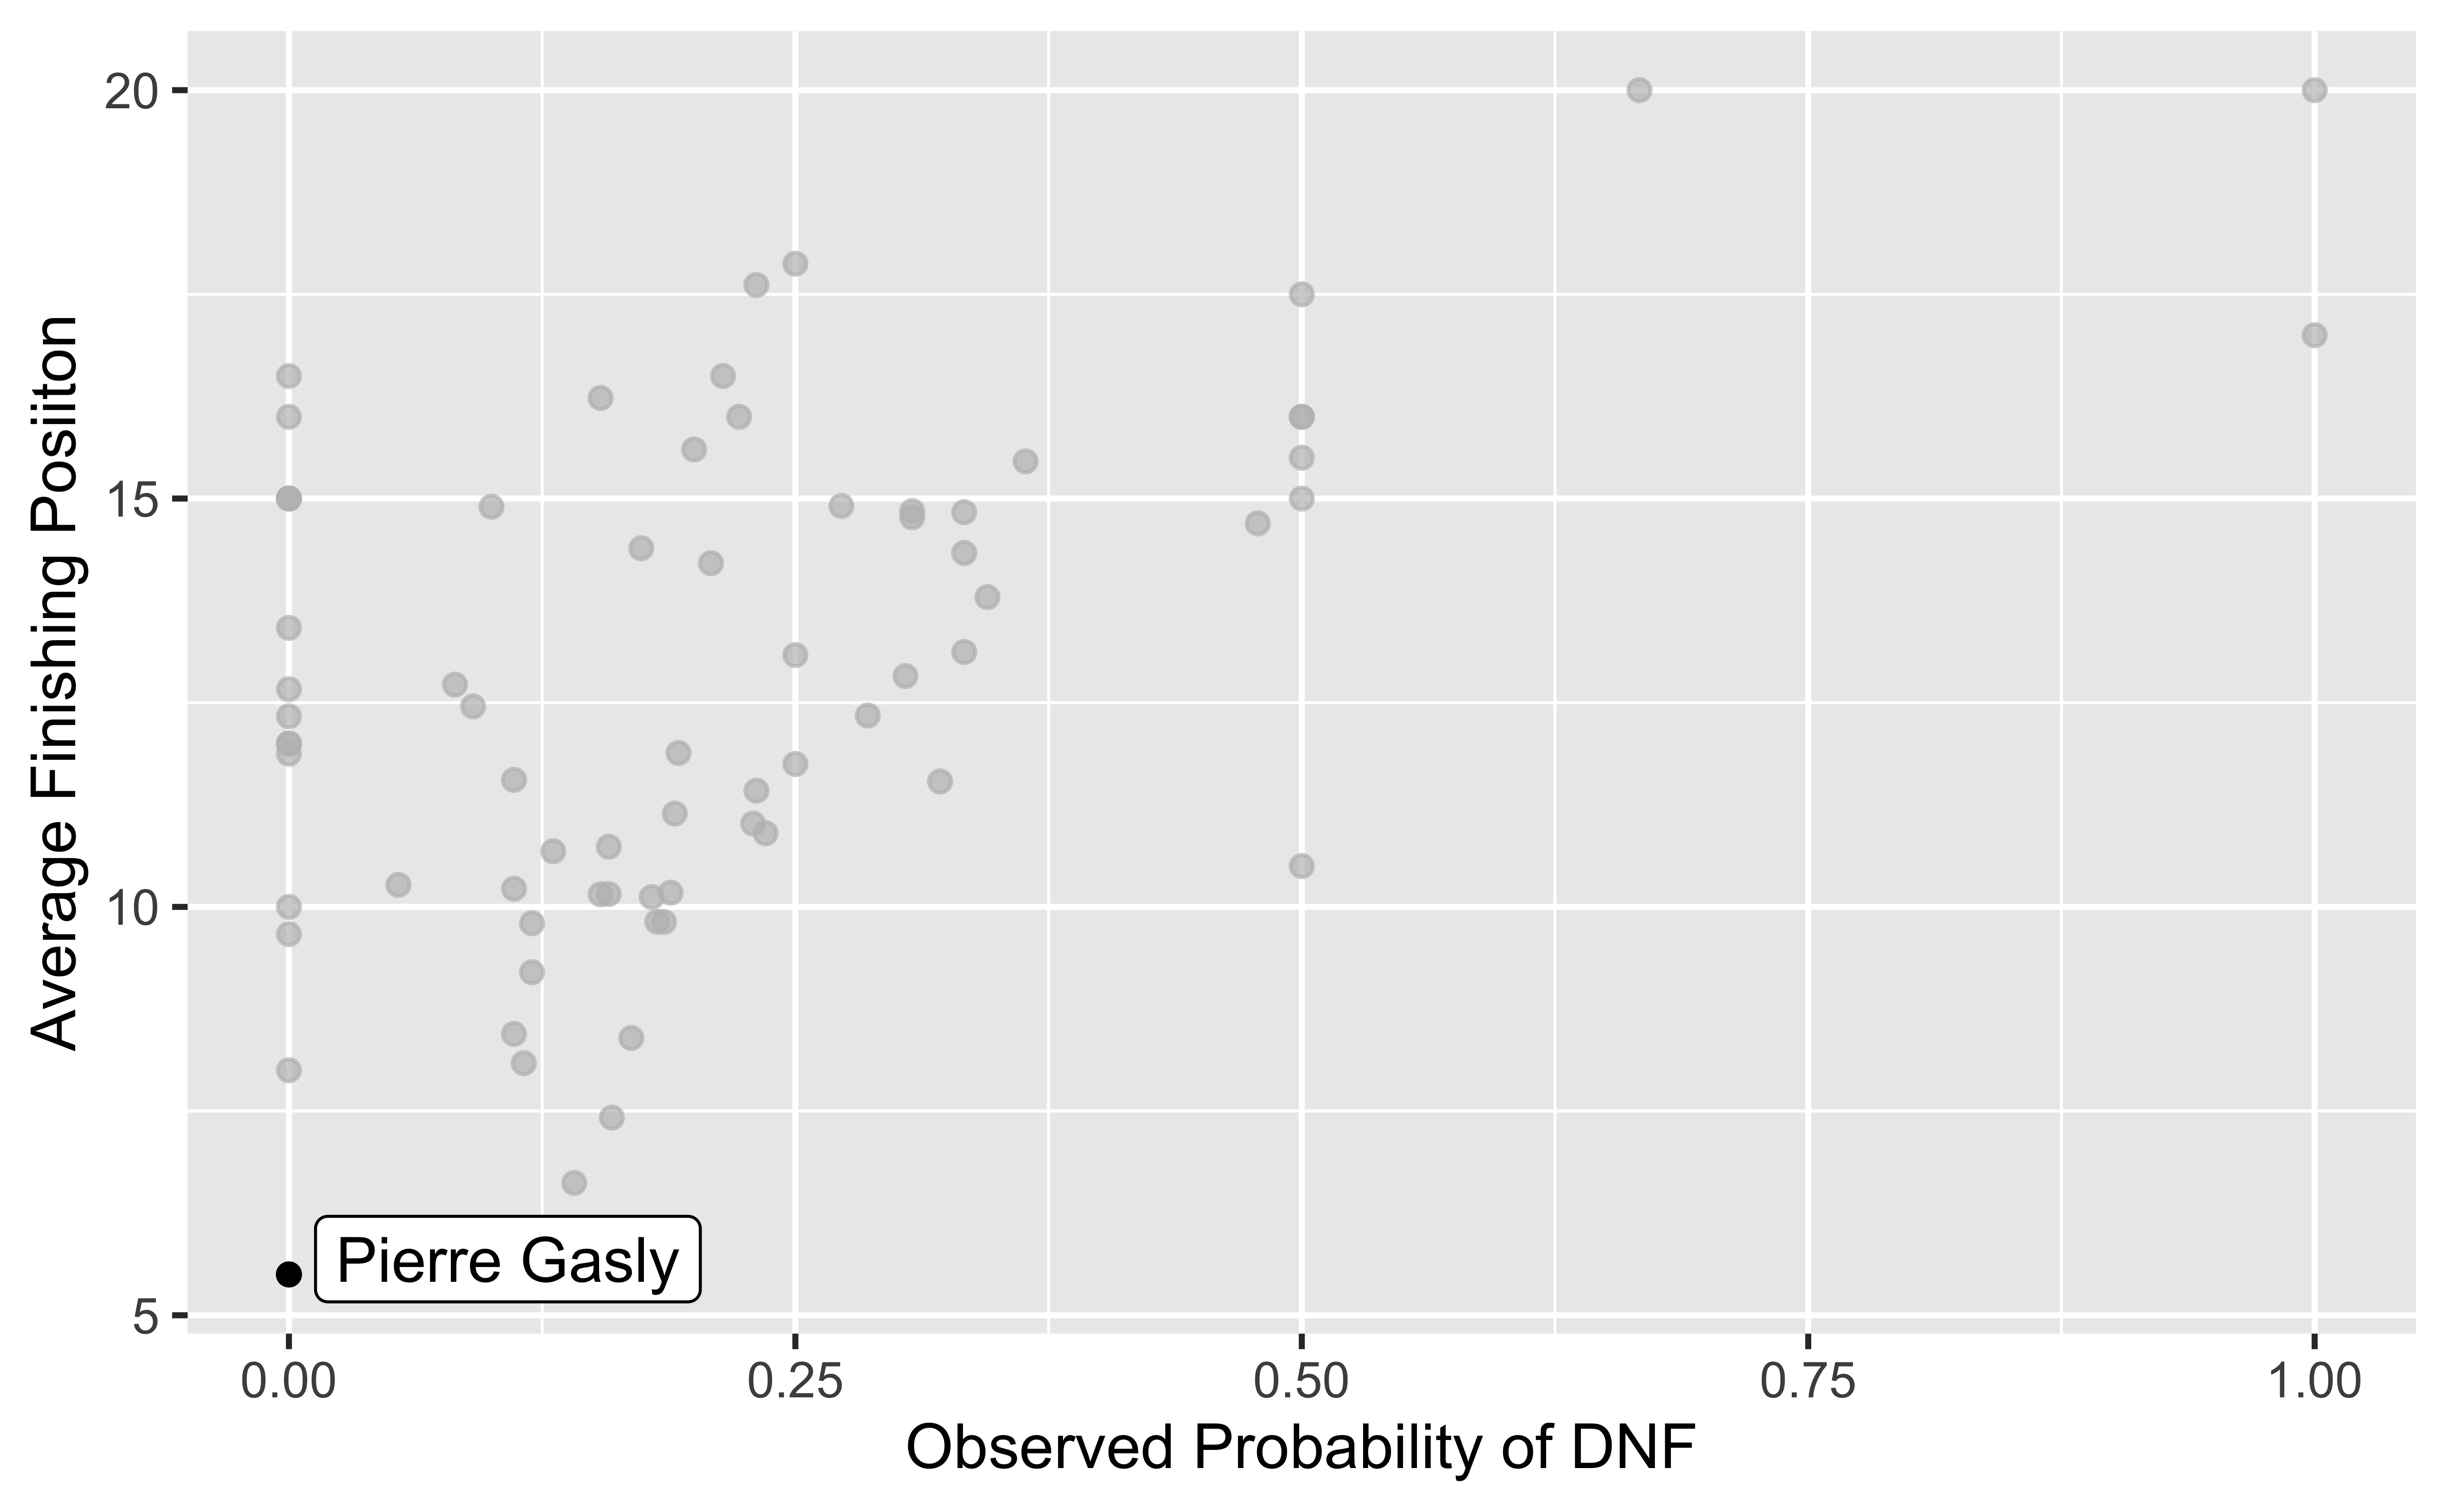 20
15
10
5
Average Finishing Posiiton
Pierre Gasly
0.00 0.25 0.50 0.75 1.00
Observed Probability of DNF